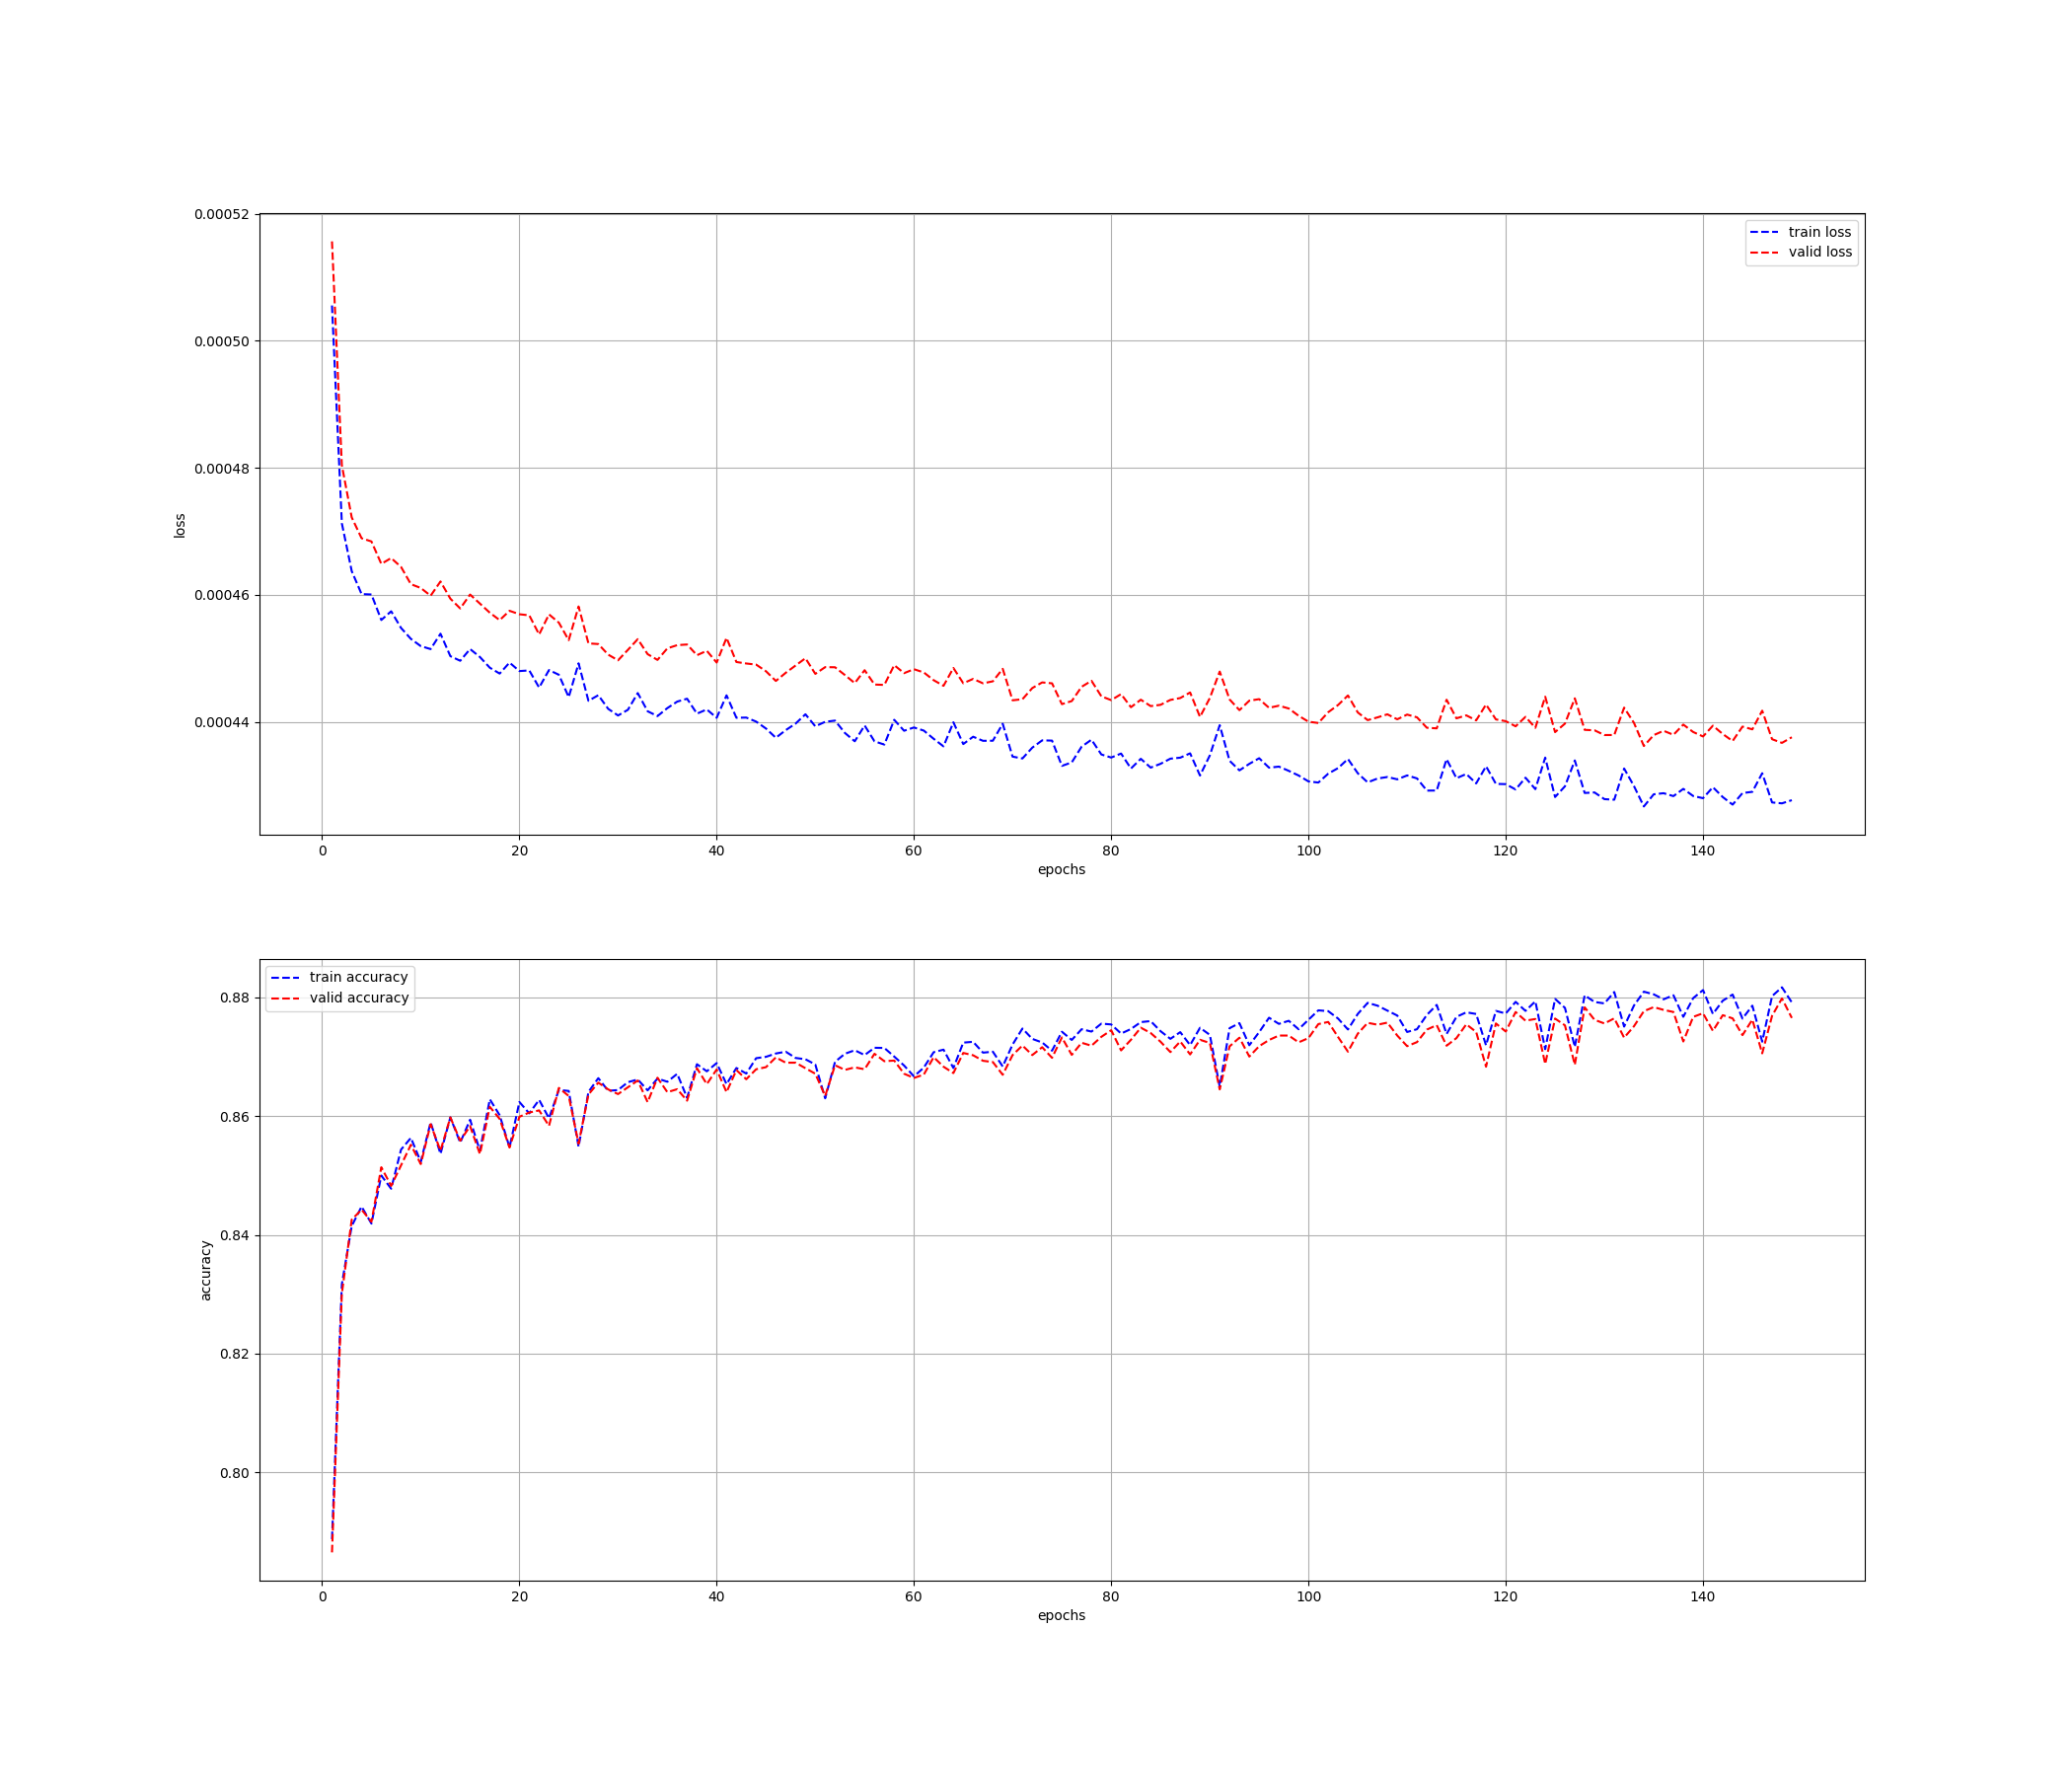 0.00052
0.00050
0.00048
0.00046
0.00044
loss
train loss
valid loss
0 20 40 60 80 100 120 140
epochs
train accuracy
valid accuracy
0.88
0.86
0.84
0.82
0.80
accuracy
0 20 40 60 80 100 120 140
epochs